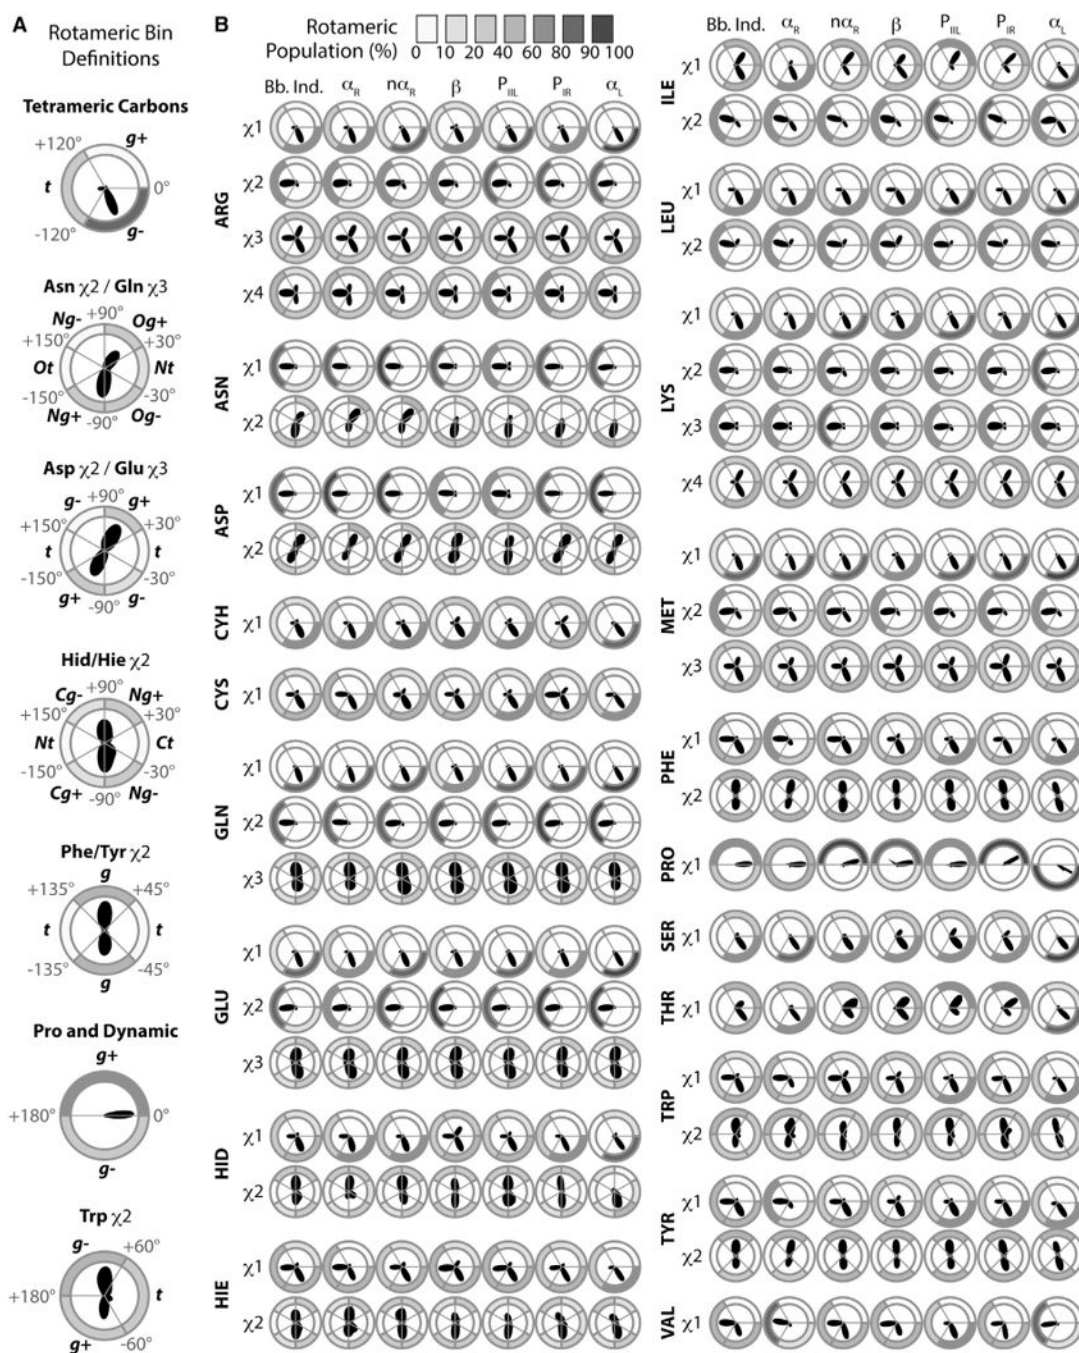 A Rotameric Bin
Definitions
Tetrameric Carbons
g+
+120°
t
0°
-120°
g-
Asn χ2 / Gln χ3
Ng- +90° Og+
+150° +30°
Ot Nt
-150° -30°
Ng+ -90° Og-
Asp χ2 / Glu χ3
g- +90° g+
+150° +30°
t t
-150° -30°
g+ -90° g-
Hid/Hie χ2
Cg- +90° Ng+
+150° +30°
Nt Ct
-150° -30°
Cg+ -90° Ng-
Phe/Tyr χ2
g
+135° +45°
t t
-135° -45°
g
Pro and Dynamic
g+
+180° 0°
g-
Trp χ2
g- +60°
+180° t
g+ -60°
B Rotameric
Population (%) 0 10 20 40 60 80 90 100
Bb. Ind. αR nαR β PIIL PIR αL
ARG
χ1
χ2
χ3
χ4
ASN
χ1
χ2
ASP
χ1
χ2
CYH
χ1
CYS
χ1
GLN
χ1
χ2
χ3
GLU
χ1
χ2
χ3
HID
χ1
χ2
HIE
χ1
χ2
Bb. Ind. αR nαR β PIIL PIR αL
ILE
χ1
χ2
LEU
χ1
χ2
LYS
χ1
χ2
χ3
χ4
MET
χ1
χ2
χ3
PHE
χ1
χ2
PRO
χ1
SER
χ1
THR
χ1
TRP
χ1
χ2
TYR
χ1
χ2
VAL
χ1